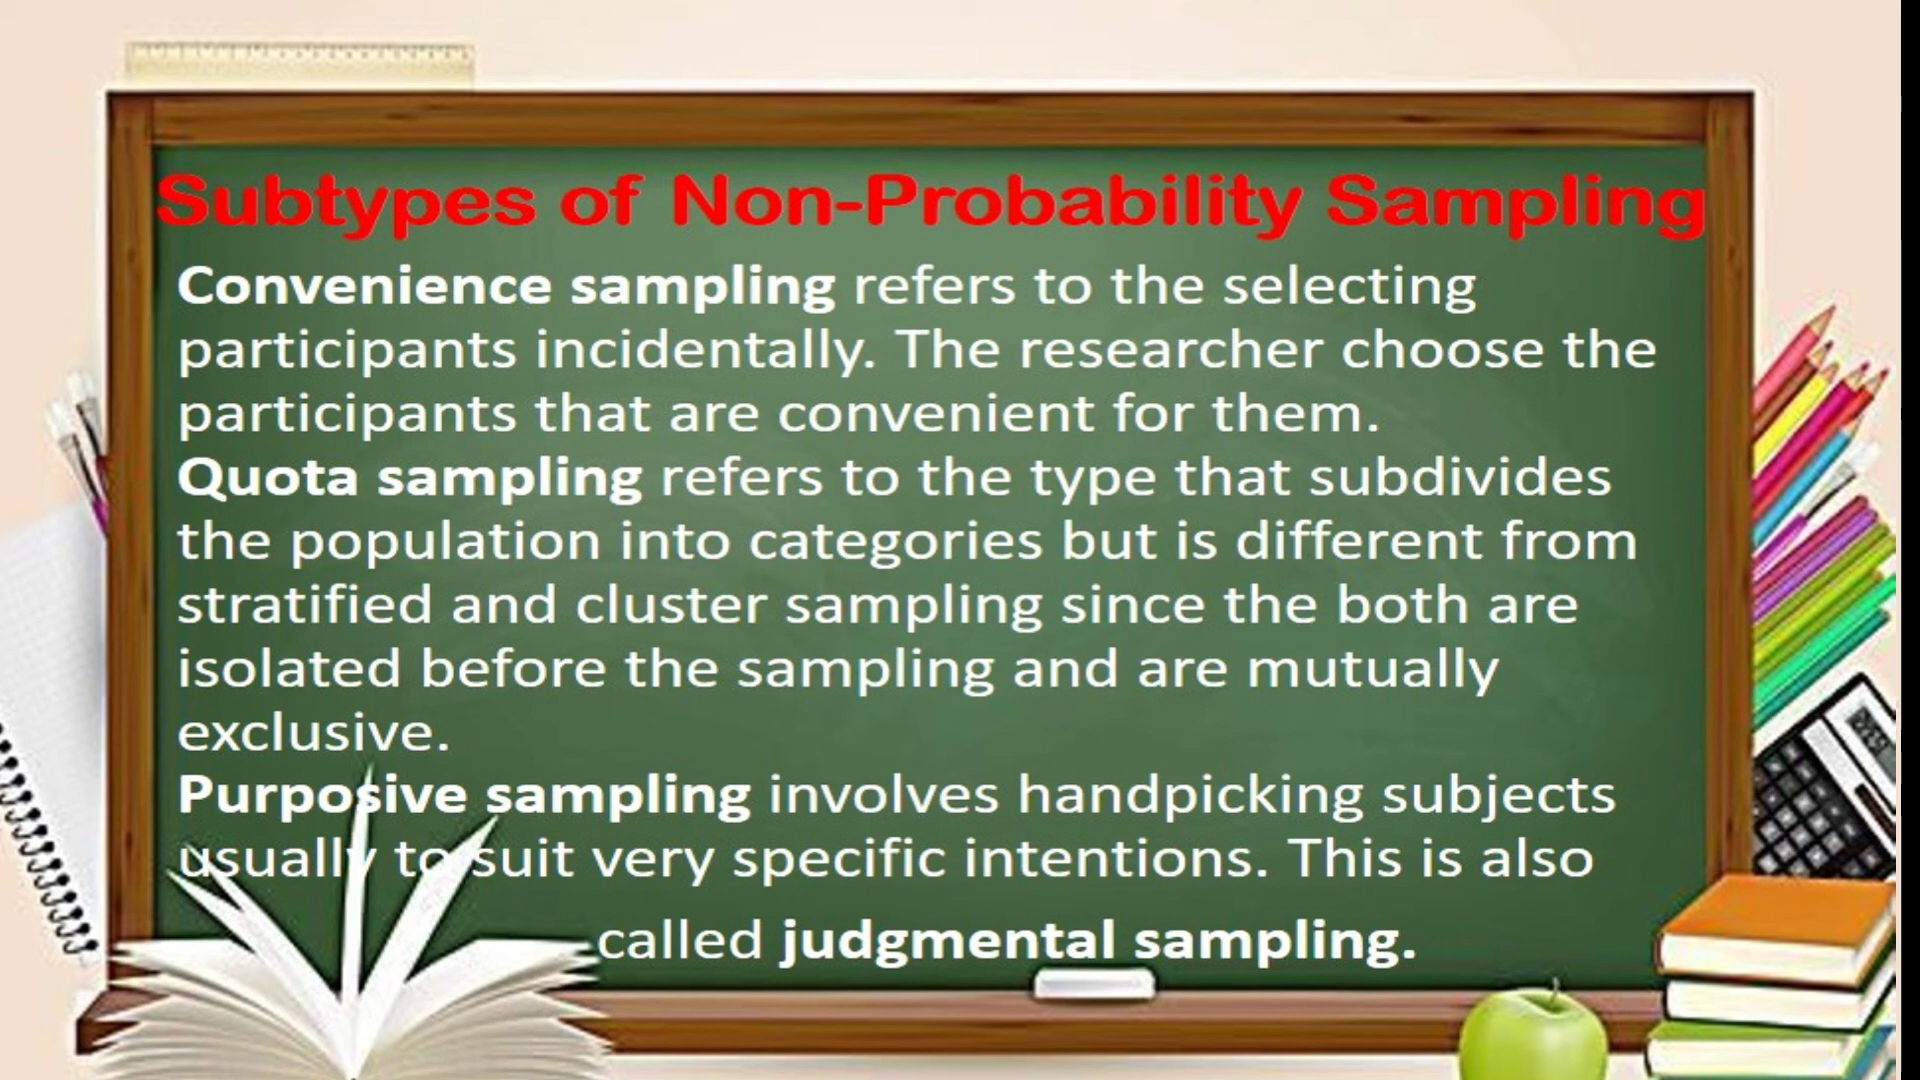 Subtypes of Non-Probability Sampling
Convenience sampling refers to the selecting
participants incidentally. The researcher choose the
participants that are convenient for them.
Quota sampling refers to the type that subdivides
the population into categories but is different from
stratified and cluster sampling since the both are
isolated before the sampling and are mutually
exclusive.
Purposive sampling involves handpicking subjects
usually to suit very specific intentions. This is also
called judgmental sampling.